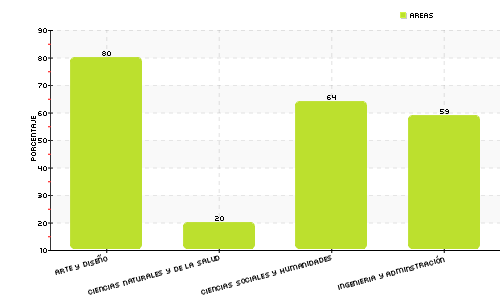 AREAS
PORCENTAJE
90
80
70
60
50
40
30
20
10
80
20
64
59
ARTE Y DISEÑO
CIENCIAS NATURALES Y DE LA SALUD
CIENCIAS SOCIALES Y HUMANIDADES
INGENIERIA Y ADMINSTRACIÓN